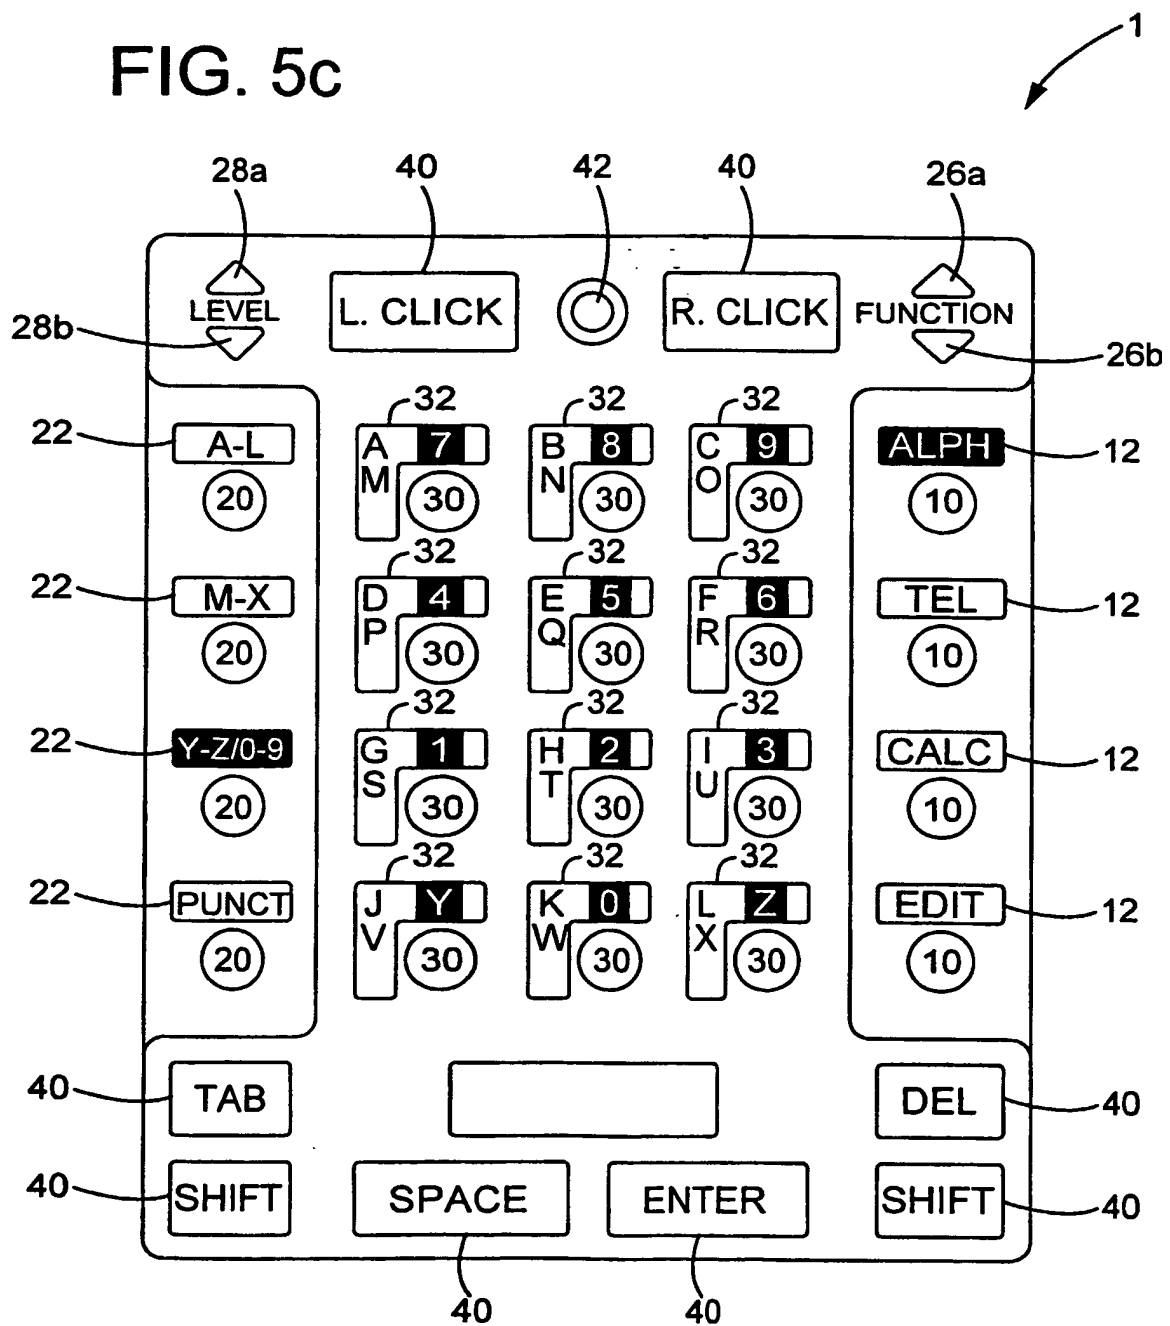 FIG. 5c
1
28a 40 42 40 26a
LEVEL L. CLICK R. CLICK FUNCTION
28b 26b
32 32 32
22 A-L A 7 B 8 C 9 ALPH 12
M N O
20 30 30 30 10
32 32 32
22 M-X D 4 E 5 F 6 TEL 12
P Q R
20 30 30 30 10
32 32 32
22 Y-Z/0-9 G 1 H 2 I 3 CALC 12
S T U
20 30 30 30 10
32 32 32
22 PUNCT J Y K 0 L Z EDIT 12
V W X
20 30 30 30 10
40 TAB DEL 40
40 SHIFT SPACE ENTER SHIFT 40
40 40